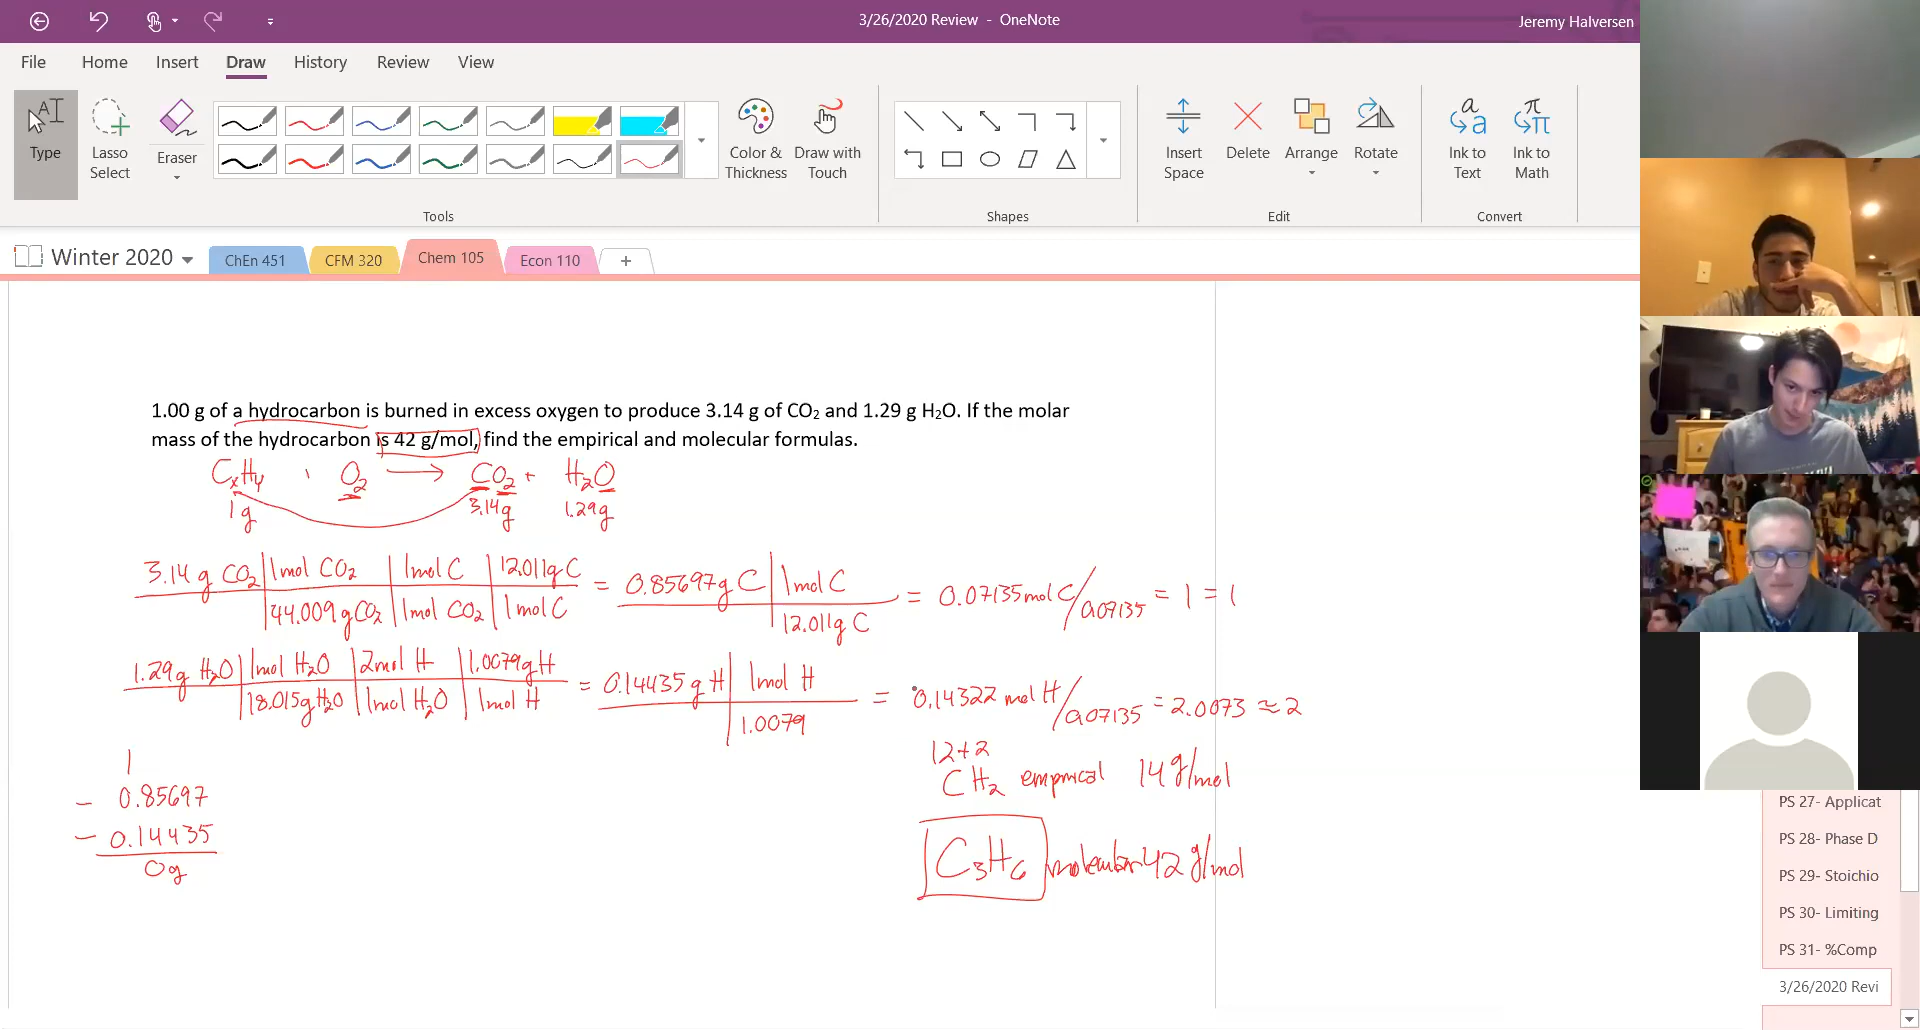 3/26/2020 Review - OneNote
Jeremy Halversen
File Home Insert Draw History Review View
Type
Lasso Select
Eraser
Color & Thickness
Draw with Touch
Insert Space
Delete
Arrange
Rotate
Ink to Text
Ink to Math
Tools
Shapes
Edit
Convert
Winter 2020
ChEn 451
CFM 320
Chem 105
Econ 110
+
1.00 g of a hydrocarbon is burned in excess oxygen to produce 3.14 g of CO₂ and 1.29 g H₂O. If the molar
mass of the hydrocarbon is 42 g/mol, find the empirical and molecular formulas.
CxHy + O₂ → CO₂ + H₂O
1g 3.14g 1.29g
3.14 g CO₂ | 1mol CO₂ | 1mol C | 12.011g C = 0.85697g C | 1mol C = 0.07135mol C/0.07135 = 1 = 1
44.009gCO₂ | 1mol CO₂ | 1mol C 12.011g C
1.29g H₂O | 1mol H₂O | 2mol H | 1.0079gH = 0.14435 g H | 1mol H = 0.14322 mol H/0.07135 = 2.0073 ≈ 2
18.015gH₂O | 1mol H₂O | 1mol H 1.0079
1
- 0.85697
- 0.14435
0g
12+2
CH₂ emprical 14 g/mol
C₃H₆ molecular 42 g/mol
PS 27- Applicat
PS 28- Phase D
PS 29- Stoichio
PS 30- Limiting
PS 31- %Comp
3/26/2020 Revi